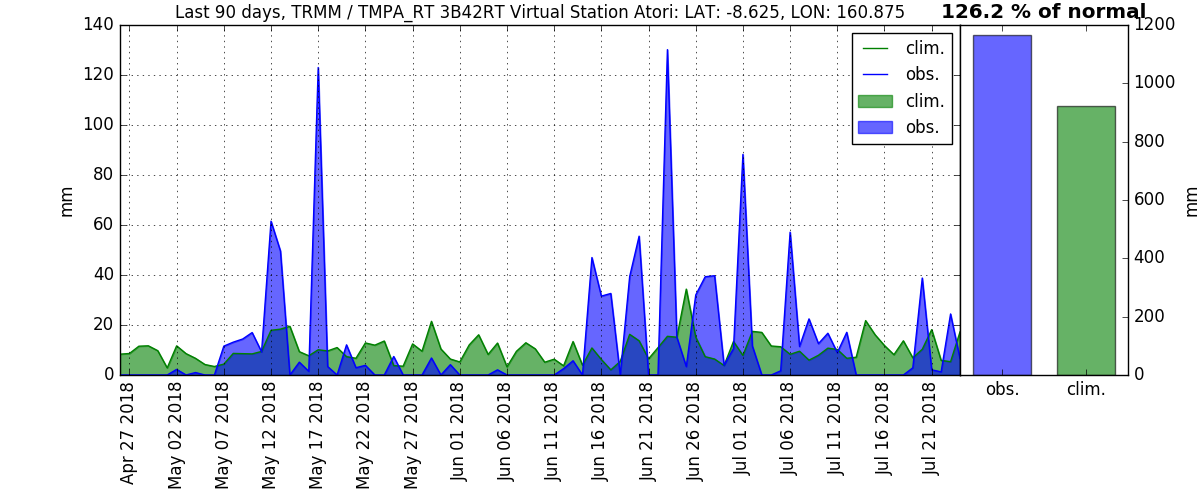 Last 90 days, TRMM / TMPA_RT 3B42RT Virtual Station Atori: LAT: -8.625, LON: 160.875
126.2 % of normal
140
120
100
80
60
40
20
0
mm
clim.
obs.
clim.
obs.
1200
1000
800
600
400
200
0
mm
obs.
clim.
Apr 27 2018
May 02 2018
May 07 2018
May 12 2018
May 17 2018
May 22 2018
May 27 2018
Jun 01 2018
Jun 06 2018
Jun 11 2018
Jun 16 2018
Jun 21 2018
Jun 26 2018
Jul 01 2018
Jul 06 2018
Jul 11 2018
Jul 16 2018
Jul 21 2018